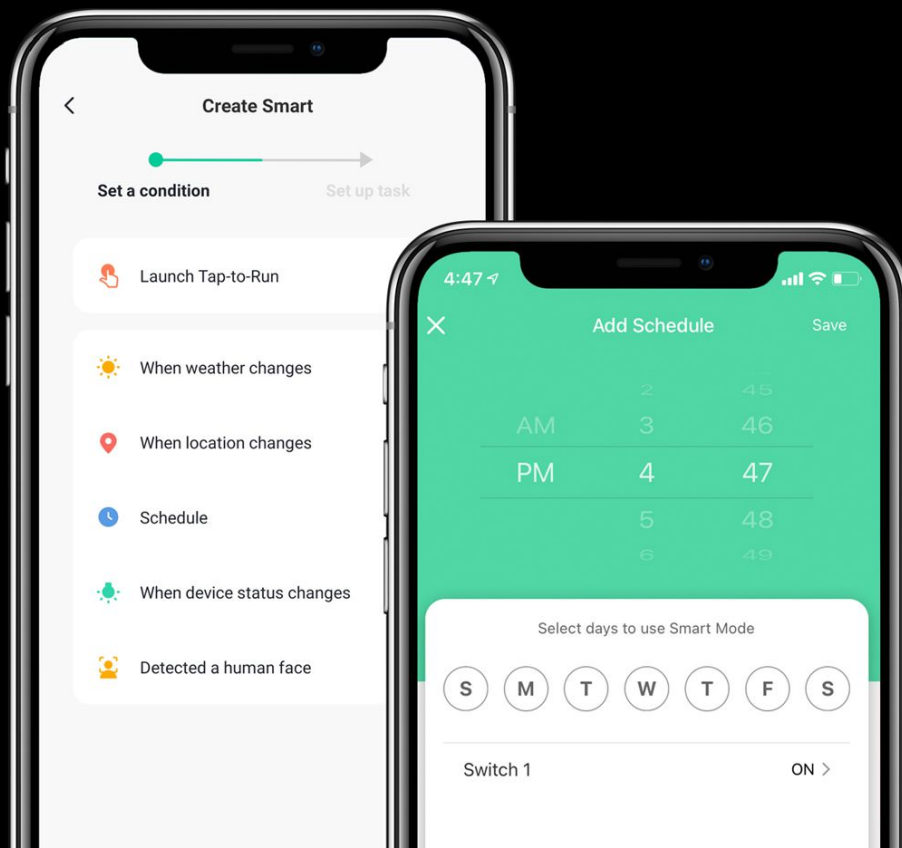 Create Smart
Set a condition
Set up task
Launch Tap-to-Run
When weather changes
When location changes
Schedule
When device status changes
Detected a human face
4:47
Add Schedule
Save
2 45
AM 3 46
PM 4 47
5 48
6 49
Select days to use Smart Mode
S M T W T F S
Switch 1 ON